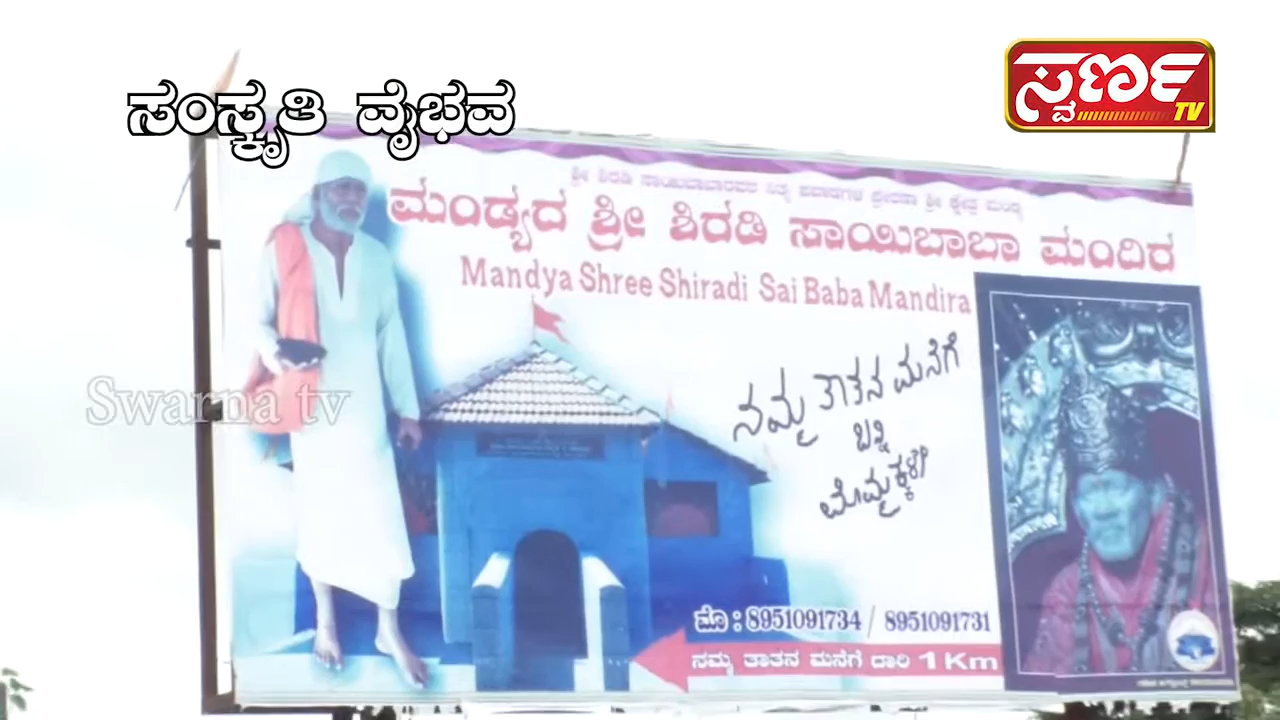 ಸಂಸ್ಕೃತಿ ವೈಭವ
ಸ್ವರ್ಣ TV
ಮಂಡ್ಯದ ಶ್ರೀ ಶಿರಡಿ ಸಾಯಿಬಾಬಾ ಮಂದಿರ
Mandya Shree Shiradi Sai Baba Mandira
ನಮ್ಮ ತಾತನ ಮನೆಗೆ
ಬನ್ನಿ
ಮೊಮ್ಮಕ್ಕಳೇ
Swarna tv
ಮೊ : 8951091734 / 8951091731
ನಮ್ಮ ತಾತನ ಮನೆಗೆ ದಾರಿ 1 Km